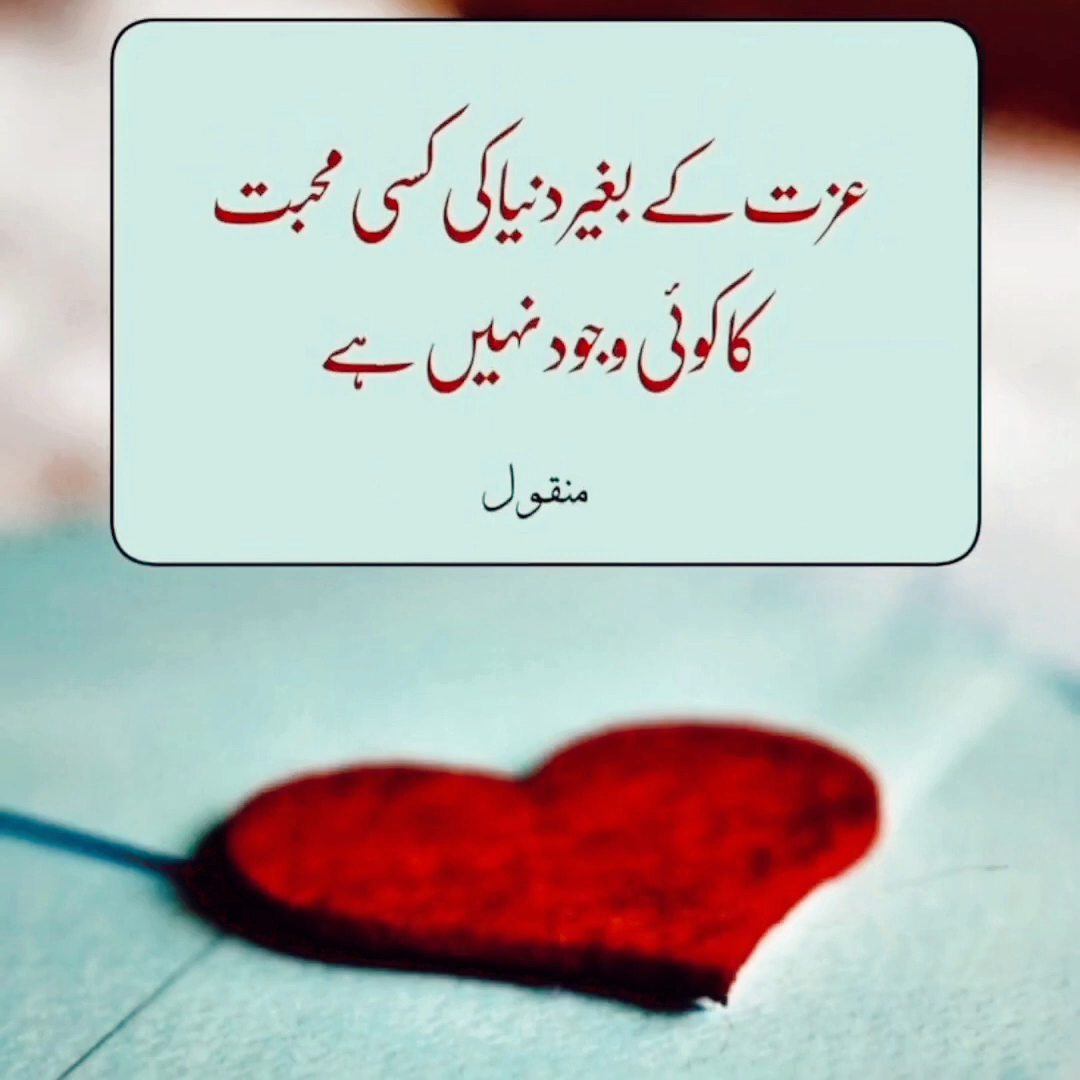 عزت کے بغیر دنیا کی کسی محبت
کا کوئی وجود نہیں ہے
منقول